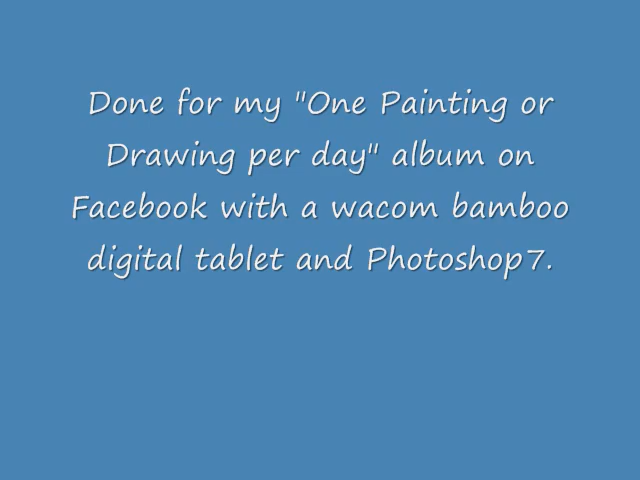 Done for my "One Painting or
Drawing per day" album on
Facebook with a wacom bamboo
digital tablet and Photoshop7.